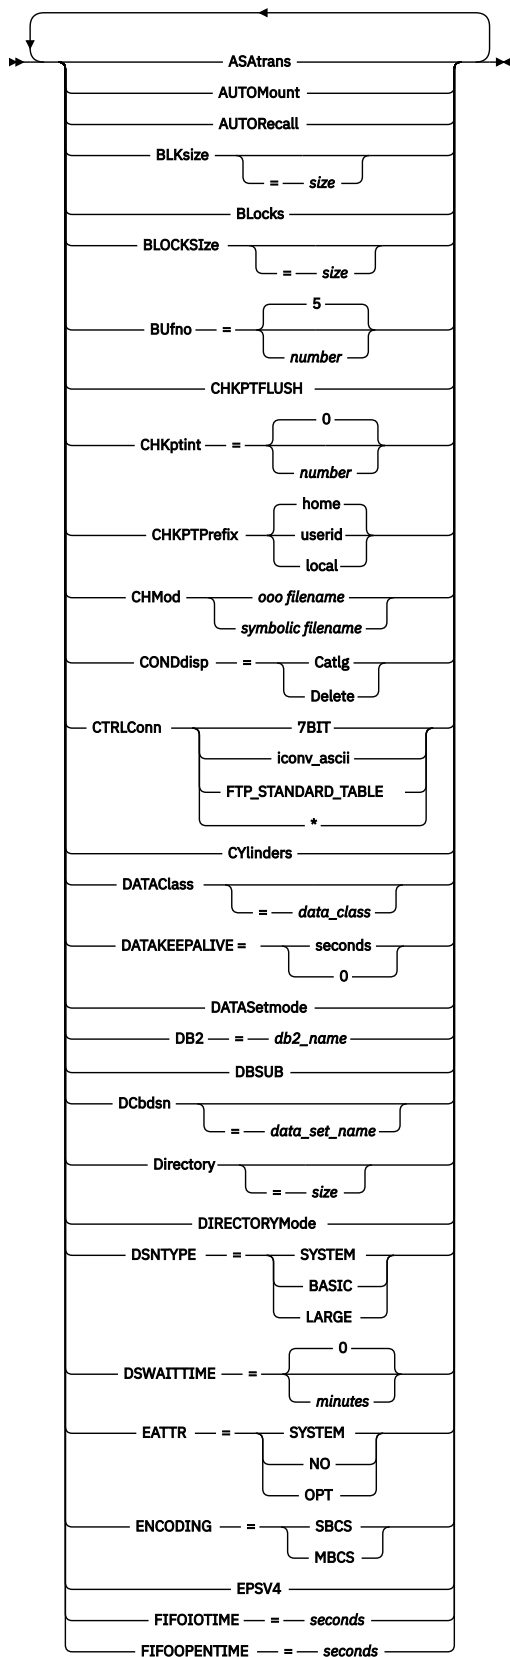 ASAtrans
AUTOMount
AUTORecall
BLKsize
= size
BLocks
BLOCKSIze
= size
5
BUfno =
number
CHKPTFLUSH
0
CHKptint =
number
home
CHKPTPrefix userid
local
CHMod ooo filename
symbolic filename
CONDdisp = Catlg
Delete
CTRLConn 7BIT
iconv_ascii
FTP_STANDARD_TABLE
*
CYlinders
DATAClass
= data_class
DATAKEEPALIVE = seconds
0
DATASetmode
DB2 = db2_name
DBSUB
DCbdsn
= data_set_name
Directory
= size
DIRECTORYMode
DSNTYPE = SYSTEM
BASIC
LARGE
0
DSWAITTIME =
minutes
EATTR = SYSTEM
NO
OPT
ENCODING = SBCS
MBCS
EPSV4
FIFOIOTIME = seconds
FIFOOPENTIME = seconds